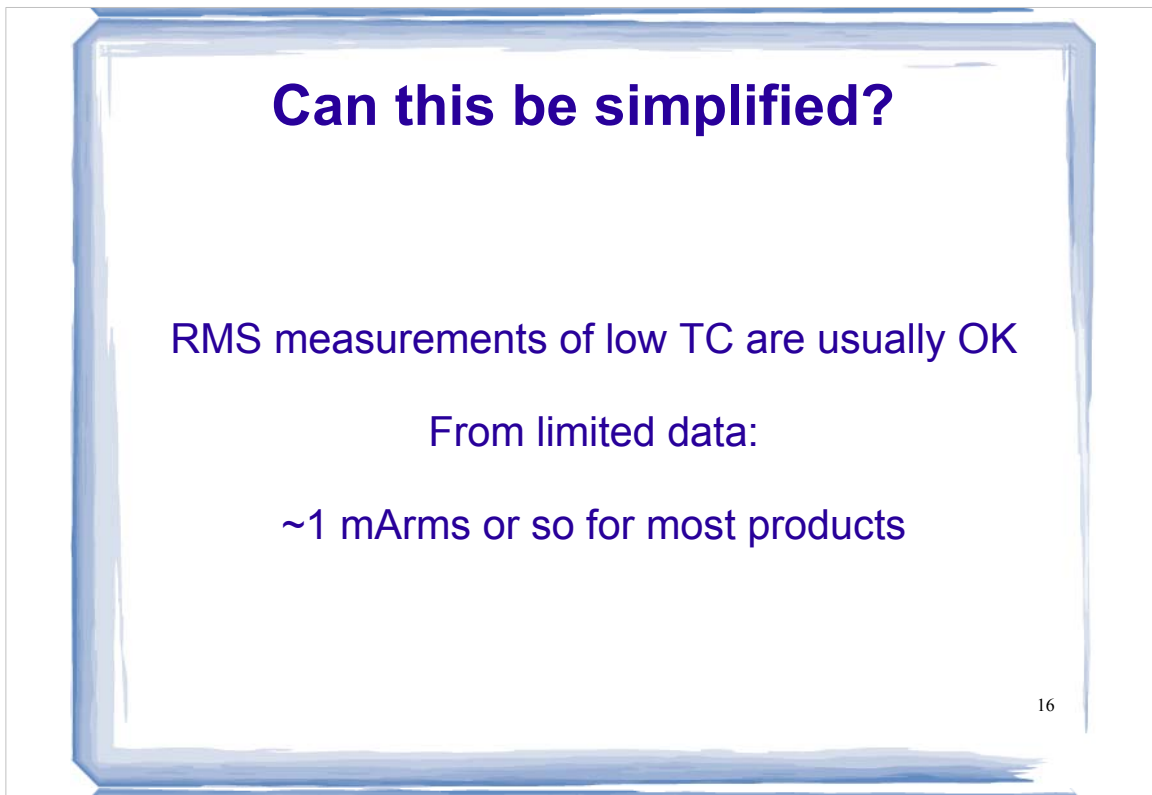 Can this be simplified?
RMS measurements of low TC are usually OK
From limited data:
~1 mArms or so for most products
16